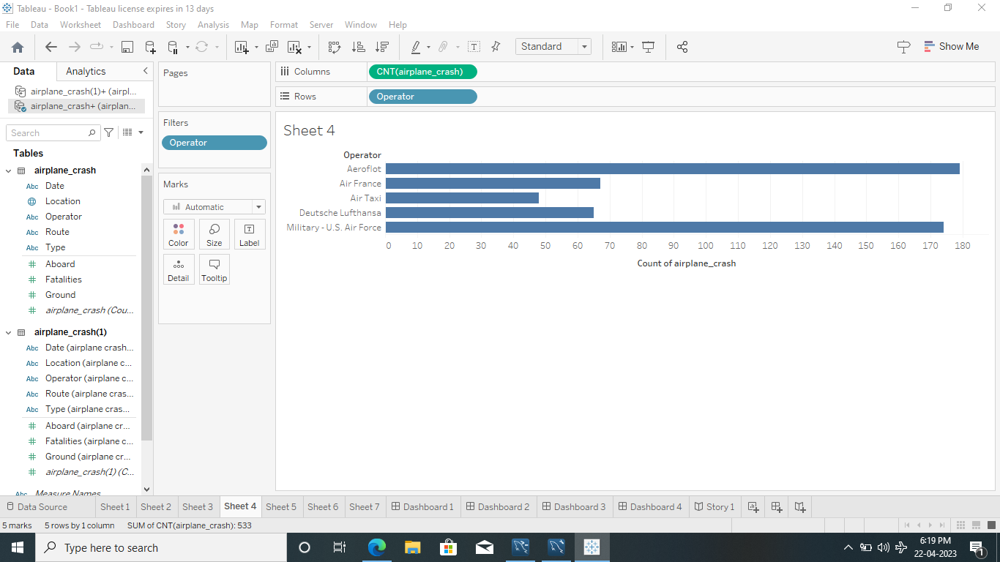 Tableau - Book1 - Tableau license expires in 13 days
File Data Worksheet Dashboard Story Analysis Map Format Server Window Help
Standard
Show Me
Data Analytics
airplane_crash(1)+ (airpl...
airplane_crash+ (airplan...
Search
Tables
airplane_crash
Abc Date
Location
Abc Operator
Abc Route
Abc Type
Aboard
Fatalities
Ground
airplane_crash (Cou...
airplane_crash(1)
Abc Date (airplane crash...
Abc Location (airplane c...
Abc Operator (airplane c...
Abc Route (airplane cras...
Abc Type (airplane cras...
Aboard (airplane cr...
Fatalities (airplane c...
Ground (airplane cr...
airplane_crash(1) (C...
Abc Measure Names
Pages
Filters
Operator
Marks
Automatic
Color Size Label
Detail Tooltip
Columns CNT(airplane_crash)
Rows Operator
Sheet 4
Operator
Aeroflot
Air France
Air Taxi
Deutsche Lufthansa
Military - U.S. Air Force
0 10 20 30 40 50 60 70 80 90 100 110 120 130 140 150 160 170 180
Count of airplane_crash
Data Source Sheet 1 Sheet 2 Sheet 3 Sheet 4 Sheet 5 Sheet 6 Sheet 7 Dashboard 1 Dashboard 2 Dashboard 3 Dashboard 4 Story 1
5 marks 5 rows by 1 column SUM of CNT(airplane_crash): 533
Type here to search
6:19 PM
22-04-2023
1